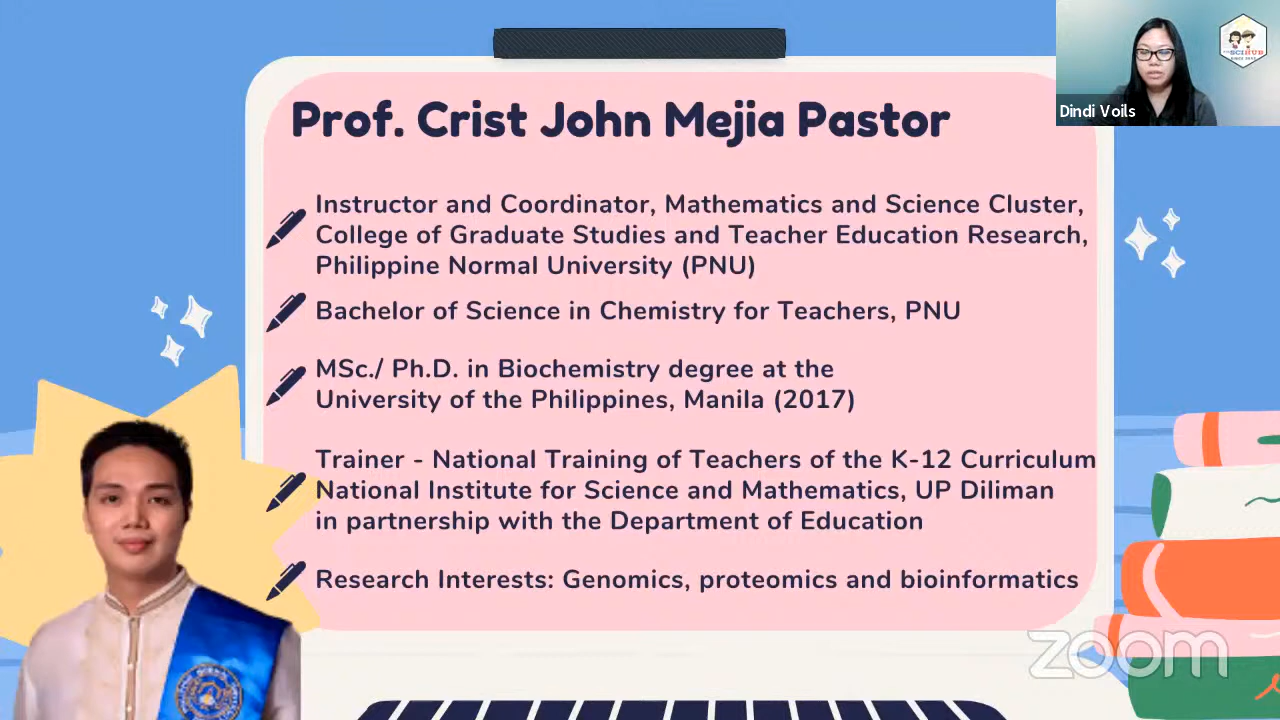 Prof. Crist John Mejia Pastor
Instructor and Coordinator, Mathematics and Science Cluster,
College of Graduate Studies and Teacher Education Research,
Philippine Normal University (PNU)
Bachelor of Science in Chemistry for Teachers, PNU
MSc./ Ph.D. in Biochemistry degree at the
University of the Philippines, Manila (2017)
Trainer - National Training of Teachers of the K-12 Curriculum
National Institute for Science and Mathematics, UP Diliman
in partnership with the Department of Education
Research Interests: Genomics, proteomics and bioinformatics
Dindi Voils
SCIHUB
zoom